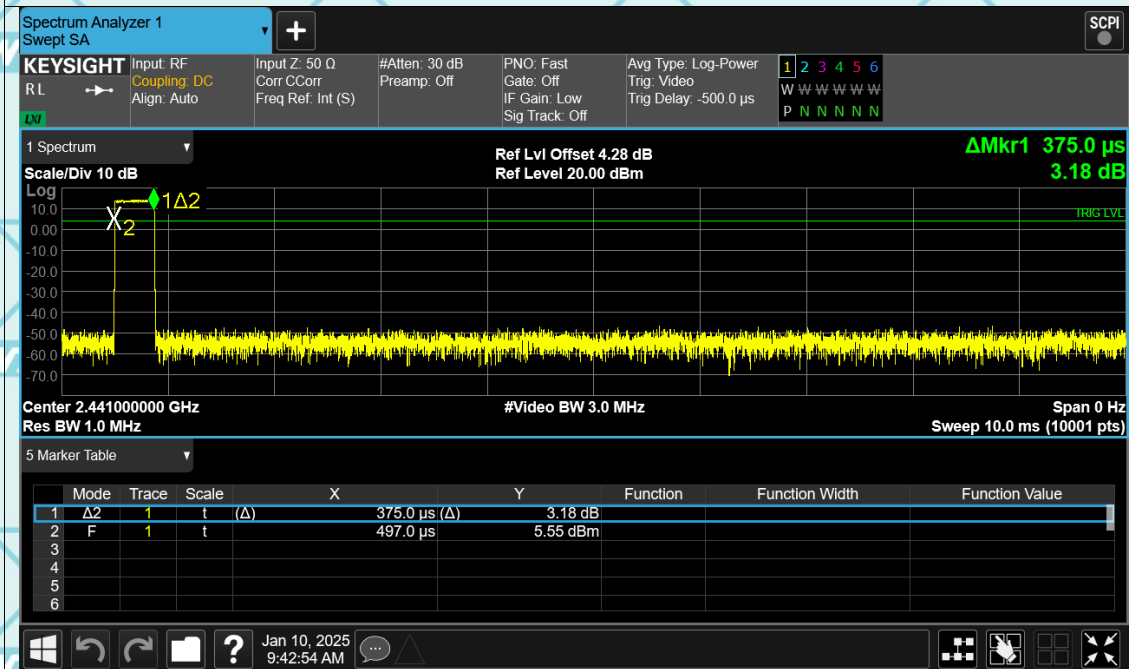 Spectrum Analyzer 1
Swept SA
+
SCPI
KEYSIGHT
RL
LXI
Input: RF
Coupling: DC
Align: Auto
Input Z: 50 Ω
Corr CCorr
Freq Ref: Int (S)
#Atten: 30 dB
Preamp: Off
PNO: Fast
Gate: Off
IF Gain: Low
Sig Track: Off
Avg Type: Log-Power
Trig: Video
Trig Delay: -500.0 µs
1 2 3 4 5 6
W W W W W W
P N N N N N
1 Spectrum
Scale/Div 10 dB
Ref Lvl Offset 4.28 dB
Ref Level 20.00 dBm
ΔMkr1 375.0 µs
3.18 dB
Log
1Δ2
10.0
TRIG LVL
X2
0.00
-10.0
-20.0
-30.0
-40.0
-50.0
-60.0
-70.0
Center 2.441000000 GHz
#Video BW 3.0 MHz
Span 0 Hz
Res BW 1.0 MHz
Sweep 10.0 ms (10001 pts)
5 Marker Table
Mode Trace Scale X Y Function Function Width Function Value
1 Δ2 1 t (Δ) 375.0 µs (Δ) 3.18 dB
2 F 1 t 497.0 µs 5.55 dBm
3
4
5
6
?
Jan 10, 2025
9:42:54 AM